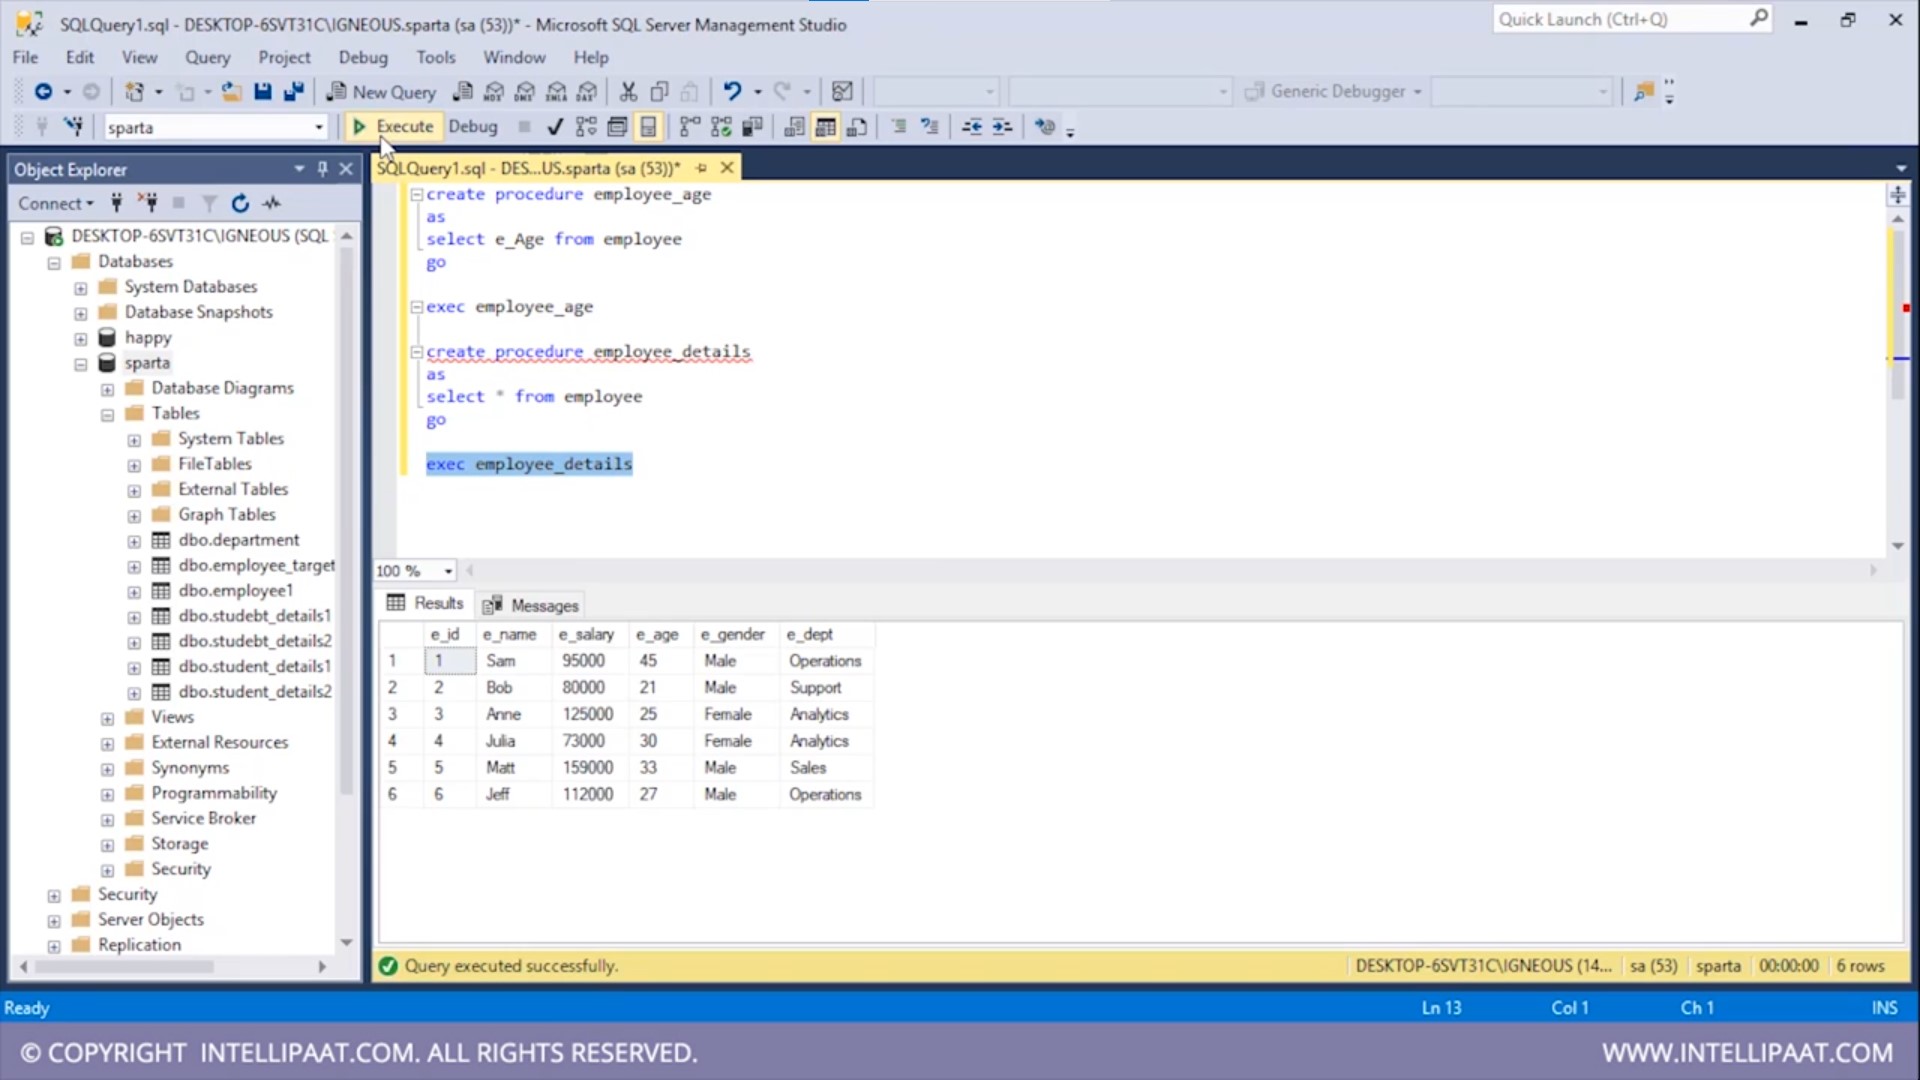 SQLQuery1.sql - DESKTOP-6SVT31C\IGNEOUS.sparta (sa (53))* - Microsoft SQL Server Management Studio
Quick Launch (Ctrl+Q)
File Edit View Query Project Debug Tools Window Help
New Query
MDX DMX XMLA DAX
Generic Debugger
sparta
Execute Debug
Object Explorer
SQLQuery1.sql - DES...US.sparta (sa (53))*
Connect
DESKTOP-6SVT31C\IGNEOUS (SQL
Databases
System Databases
Database Snapshots
happy
sparta
Database Diagrams
Tables
System Tables
FileTables
External Tables
Graph Tables
dbo.department
dbo.employee_target
dbo.employee1
dbo.studebt_details1
dbo.studebt_details2
dbo.student_details1
dbo.student_details2
Views
External Resources
Synonyms
Programmability
Service Broker
Storage
Security
Security
Server Objects
Replication
create procedure employee_age
as
select e_Age from employee
go
exec employee_age
create procedure employee_details
as
select * from employee
go
exec employee_details
100 %
Results Messages
e_id e_name e_salary e_age e_gender e_dept
1 1 Sam 95000 45 Male Operations
2 2 Bob 80000 21 Male Support
3 3 Anne 125000 25 Female Analytics
4 4 Julia 73000 30 Female Analytics
5 5 Matt 159000 33 Male Sales
6 6 Jeff 112000 27 Male Operations
Query executed successfully.
DESKTOP-6SVT31C\IGNEOUS (14... sa (53) sparta 00:00:00 6 rows
Ready
Ln 13 Col 1 Ch 1 INS
© COPYRIGHT INTELLIPAAT.COM. ALL RIGHTS RESERVED.
WWW.INTELLIPAAT.COM